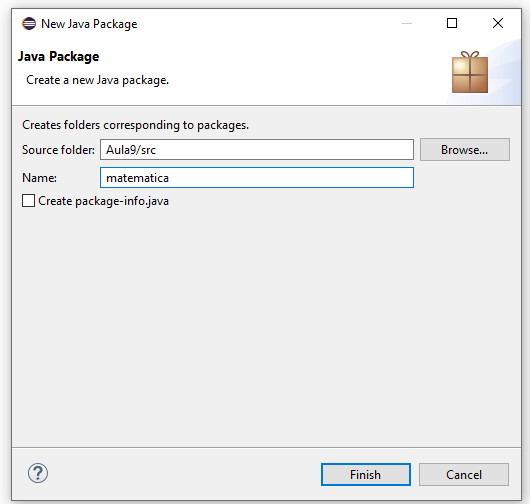 New Java Package
Java Package
Create a new Java package.
Creates folders corresponding to packages.
Source folder: Aula9/src Browse...
Name: matematica
Create package-info.java
? Finish Cancel